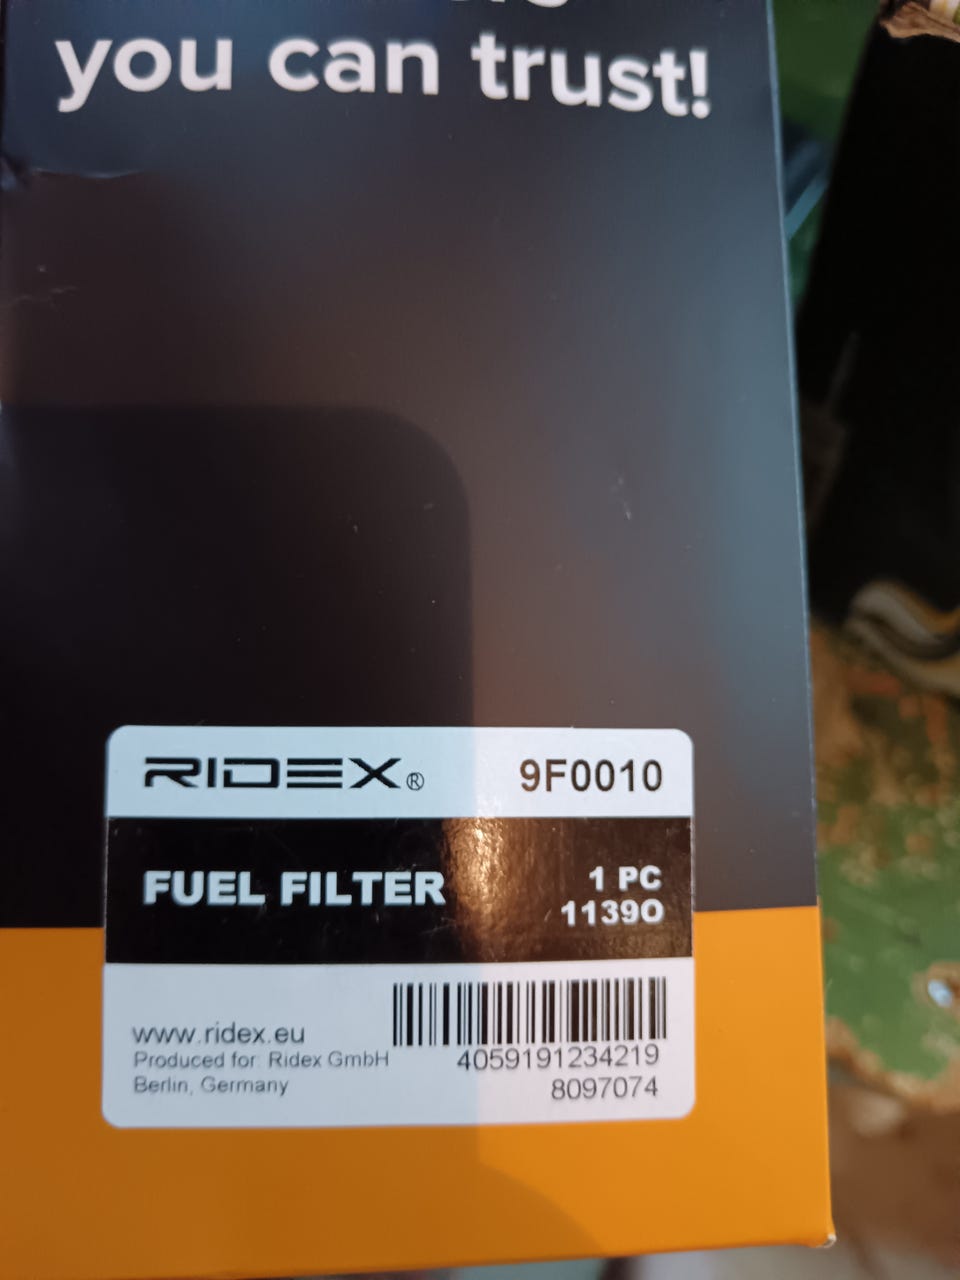 you can trust!
RIDEX® 9F0010
FUEL FILTER 1 PC
1139O
www.ridex.eu
Produced for: Ridex GmbH
Berlin, Germany
4059191234219
8097074